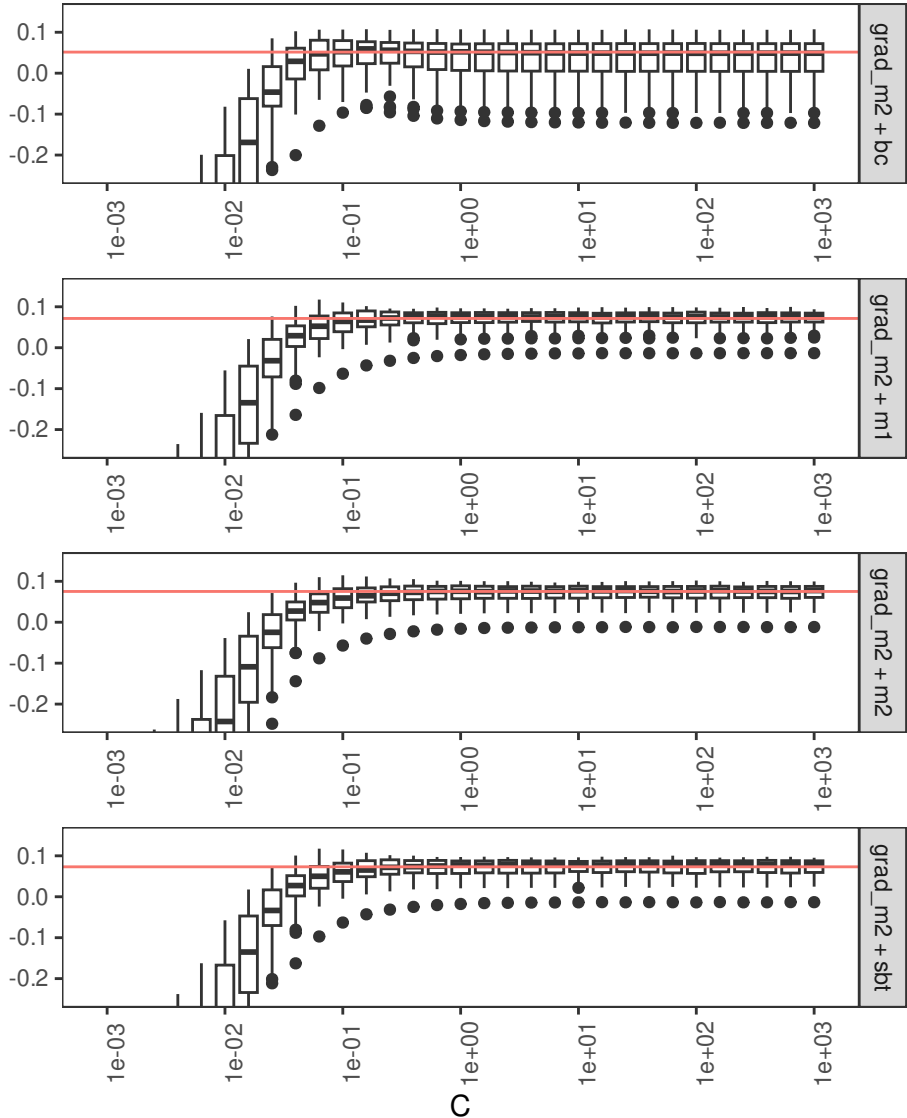 0.1
0.0
-0.1
-0.2
grad_m2 + bc
1e-03
1e-02
1e-01
1e+00
1e+01
1e+02
1e+03
0.1
0.0
-0.1
-0.2
grad_m2 + m1
1e-03
1e-02
1e-01
1e+00
1e+01
1e+02
1e+03
0.1
0.0
-0.1
-0.2
grad_m2 + m2
1e-03
1e-02
1e-01
1e+00
1e+01
1e+02
1e+03
0.1
0.0
-0.1
-0.2
grad_m2 + sbt
1e-03
1e-02
1e-01
1e+00
1e+01
1e+02
1e+03
C